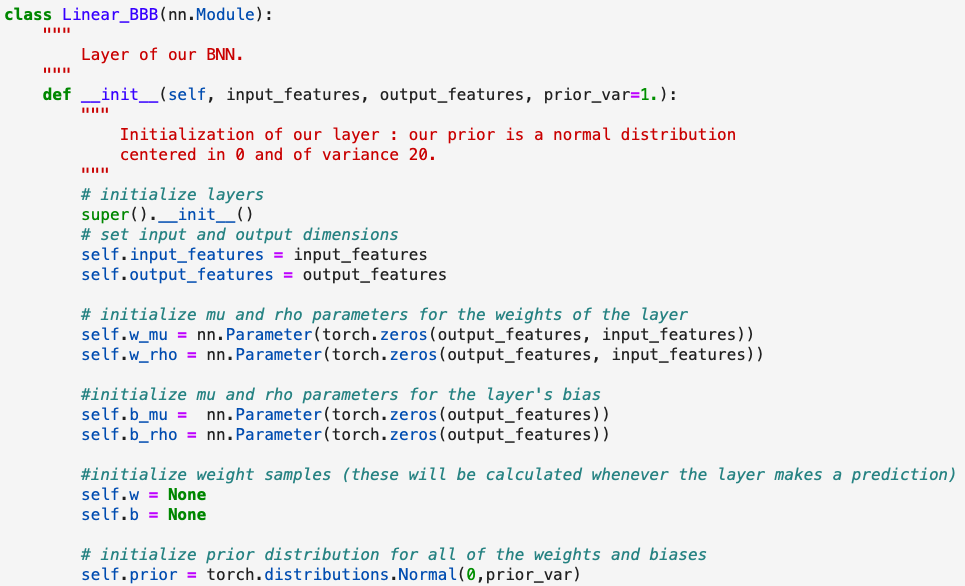 class Linear_BBB(nn.Module):
    """
        Layer of our BNN.
    """
    def __init__(self, input_features, output_features, prior_var=1.):
        """
            Initialization of our layer : our prior is a normal distribution
            centered in 0 and of variance 20.
        """
        # initialize layers
        super().__init__()
        # set input and output dimensions
        self.input_features = input_features
        self.output_features = output_features

        # initialize mu and rho parameters for the weights of the layer
        self.w_mu = nn.Parameter(torch.zeros(output_features, input_features))
        self.w_rho = nn.Parameter(torch.zeros(output_features, input_features))

        #initialize mu and rho parameters for the layer's bias
        self.b_mu =  nn.Parameter(torch.zeros(output_features))
        self.b_rho = nn.Parameter(torch.zeros(output_features))

        #initialize weight samples (these will be calculated whenever the layer makes a prediction)
        self.w = None
        self.b = None

        # initialize prior distribution for all of the weights and biases
        self.prior = torch.distributions.Normal(0,prior_var)